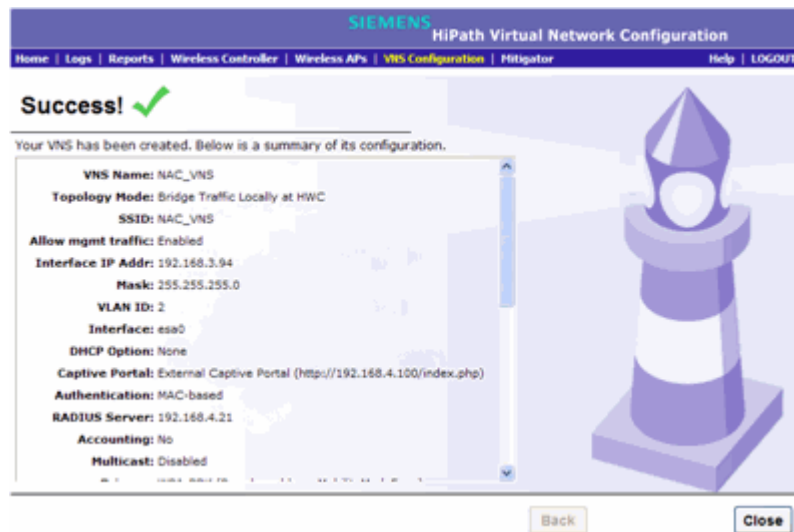 SIEMENS
HiPath Virtual Network Configuration
Home | Logs | Reports | Wireless Controller | Wireless APs | VNS Configuration | Mitigator Help | LOGOUT
Success!
Your VNS has been created. Below is a summary of its configuration.
VNS Name: NAC_VNS
Topology Mode: Bridge Traffic Locally at HWC
SSID: NAC_VNS
Allow mgmt traffic: Enabled
Interface IP Addr: 192.168.3.94
Mask: 255.255.255.0
VLAN ID: 2
Interface: esa0
DHCP Option: None
Captive Portal: External Captive Portal (http://192.168.4.100/index.php)
Authentication: MAC-based
RADIUS Server: 192.168.4.21
Accounting: No
Multicast: Disabled
Back Close